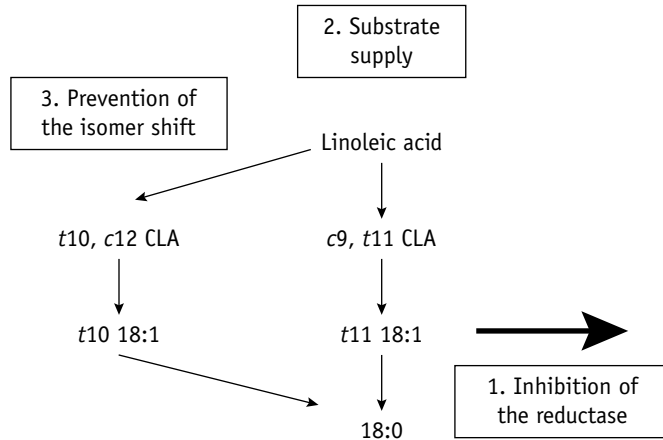 2. Substrate
supply
3. Prevention of
the isomer shift
Linoleic acid
t10, c12 CLA
c9, t11 CLA
t10 18:1
t11 18:1
1. Inhibition of
the reductase
18:0